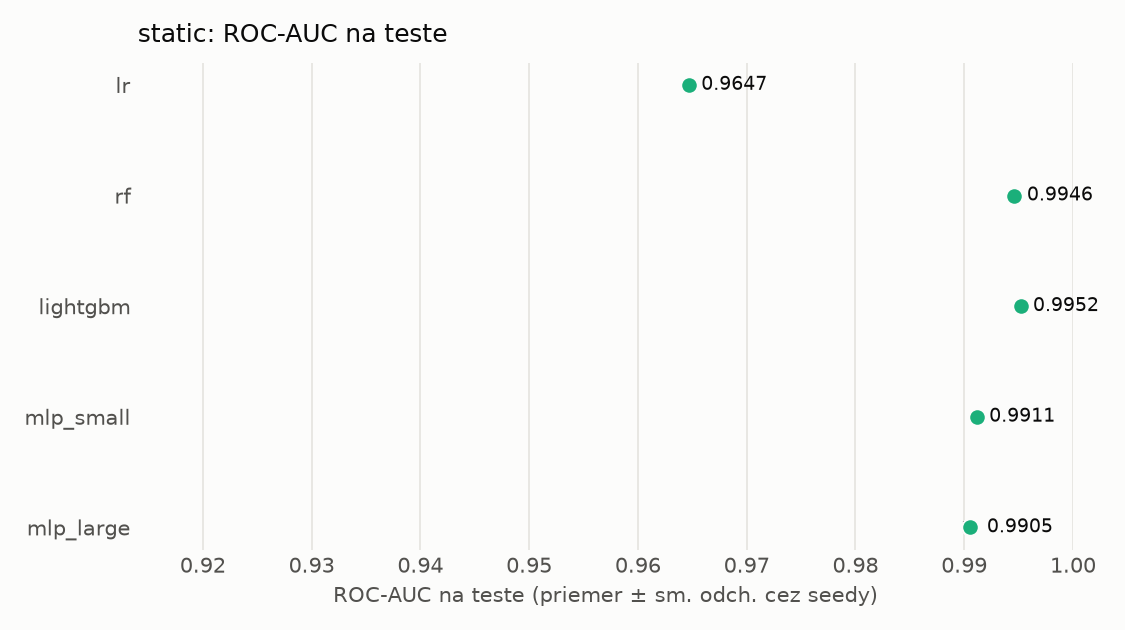 static: ROC-AUC na teste
lr 0.9647
rf 0.9946
lightgbm 0.9952
mlp_small 0.9911
mlp_large 0.9905
0.92 0.93 0.94 0.95 0.96 0.97 0.98 0.99 1.00
ROC-AUC na teste (priemer ± sm. odch. cez seedy)